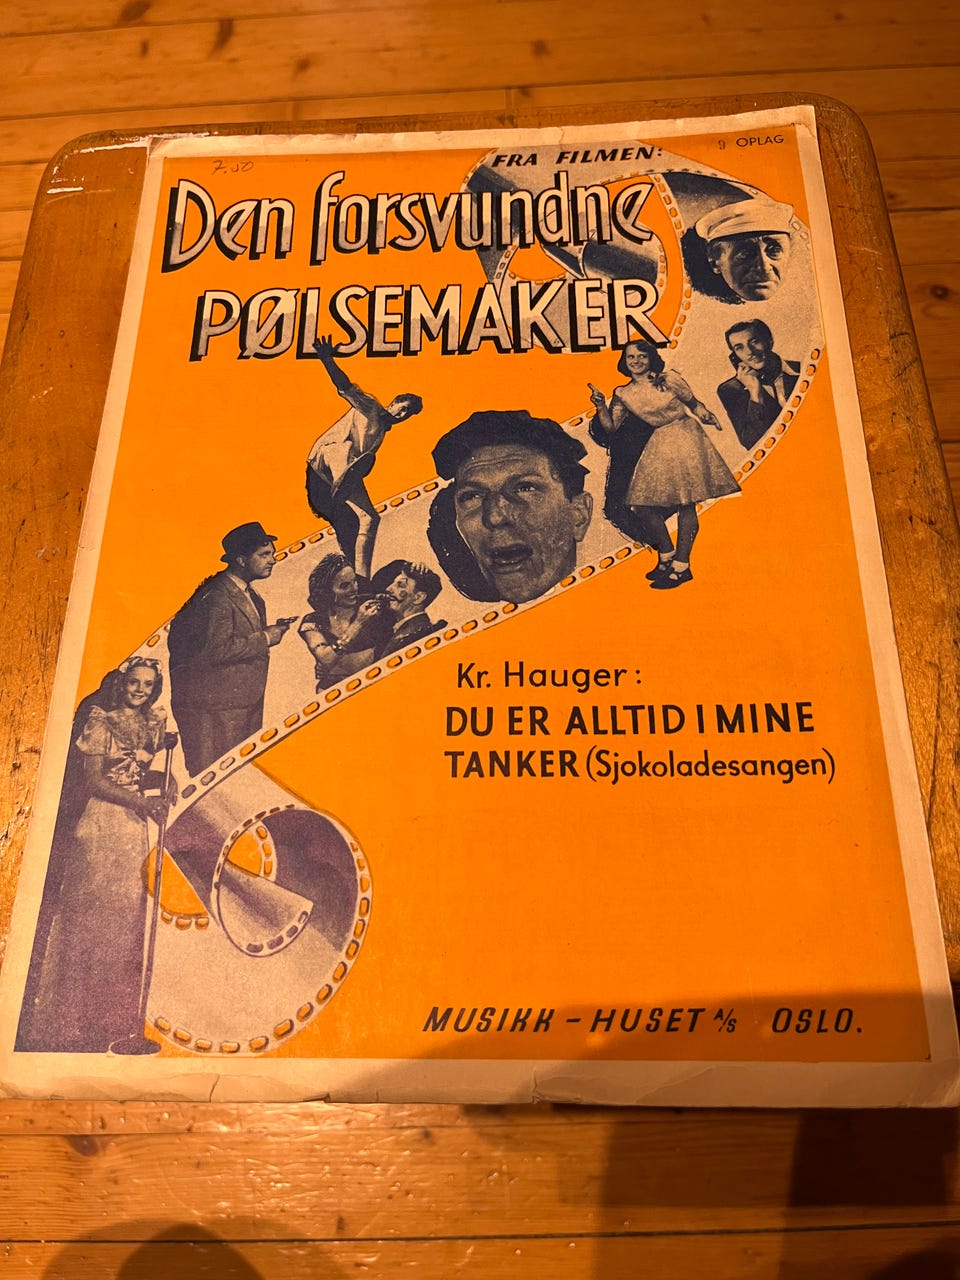 7.50
9 OPLAG
FRA FILMEN:
Den forsvundne
PØLSEMAKER
Kr. Hauger:
DU ER ALLTID I MINE
TANKER (Sjokoladesangen)
MUSIKK - HUSET A/S OSLO.